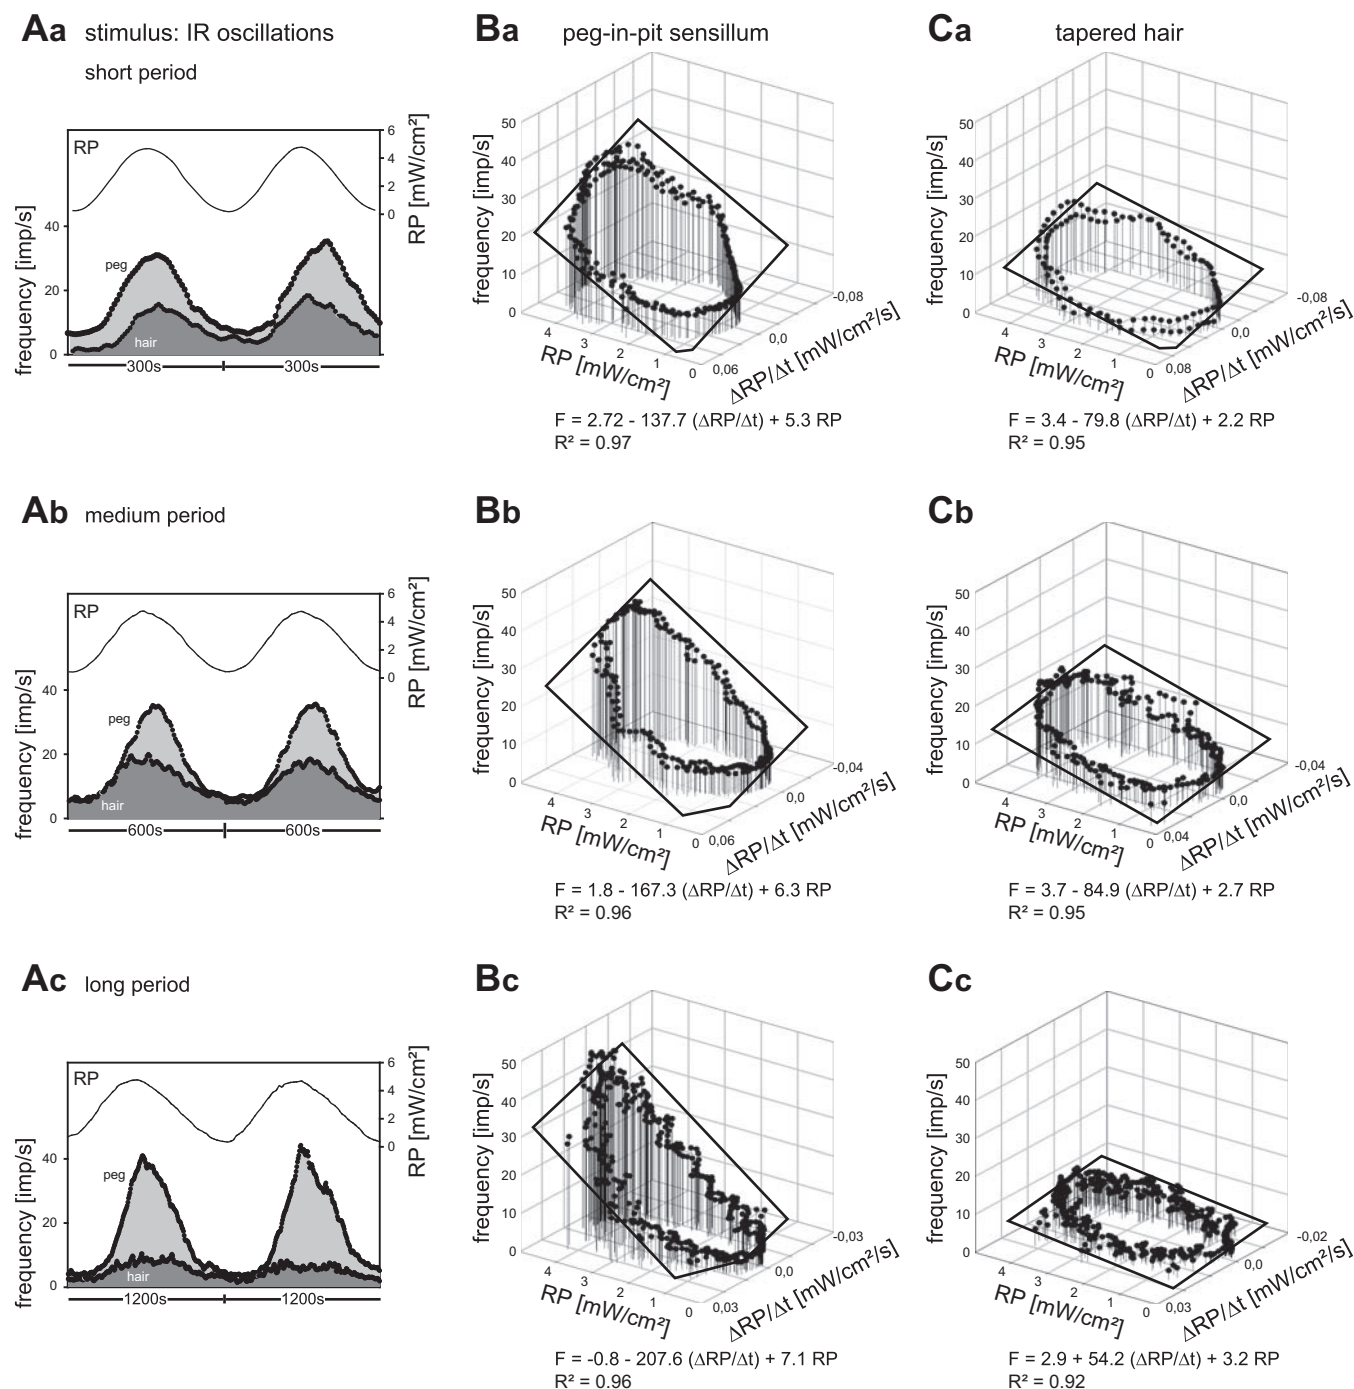 Aa stimulus: IR oscillations
short period
RP
6
4
2
0
RP [mW/cm²]
40
20
0
frequency [imp/s]
peg
hair
300s 300s
Ba peg-in-pit sensillum
50
40
30
20
10
0
frequency [imp/s]
4
3
2
1
0
RP [mW/cm²]
0,06
0,0
-0,08
ΔRP/Δt [mW/cm²/s]
F = 2.72 - 137.7 (ΔRP/Δt) + 5.3 RP
R² = 0.97
Ca tapered hair
50
40
30
20
10
0
frequency [imp/s]
4
3
2
1
0
RP [mW/cm²]
0,08
0,0
-0,08
ΔRP/Δt [mW/cm²/s]
F = 3.4 - 79.8 (ΔRP/Δt) + 2.2 RP
R² = 0.95
Ab medium period
RP
6
4
2
0
RP [mW/cm²]
40
20
0
frequency [imp/s]
peg
hair
600s 600s
Bb
50
40
30
20
10
0
frequency [imp/s]
4
3
2
1
0
RP [mW/cm²]
0,06
0,0
-0,04
ΔRP/Δt [mW/cm²/s]
F = 1.8 - 167.3 (ΔRP/Δt) + 6.3 RP
R² = 0.96
Cb
50
40
30
20
10
0
frequency [imp/s]
4
3
2
1
0
RP [mW/cm²]
0,04
0,0
-0,04
ΔRP/Δt [mW/cm²/s]
F = 3.7 - 84.9 (ΔRP/Δt) + 2.7 RP
R² = 0.95
Ac long period
RP
6
4
2
0
RP [mW/cm²]
40
20
0
frequency [imp/s]
peg
hair
1200s 1200s
Bc
50
40
30
20
10
0
frequency [imp/s]
4
3
2
1
0
RP [mW/cm²]
0,03
0,0
-0,03
ΔRP/Δt [mW/cm²/s]
F = -0.8 - 207.6 (ΔRP/Δt) + 7.1 RP
R² = 0.96
Cc
50
40
30
20
10
0
frequency [imp/s]
4
3
2
1
0
RP [mW/cm²]
0,03
0,0
-0,02
ΔRP/Δt [mW/cm²/s]
F = 2.9 + 54.2 (ΔRP/Δt) + 3.2 RP
R² = 0.92